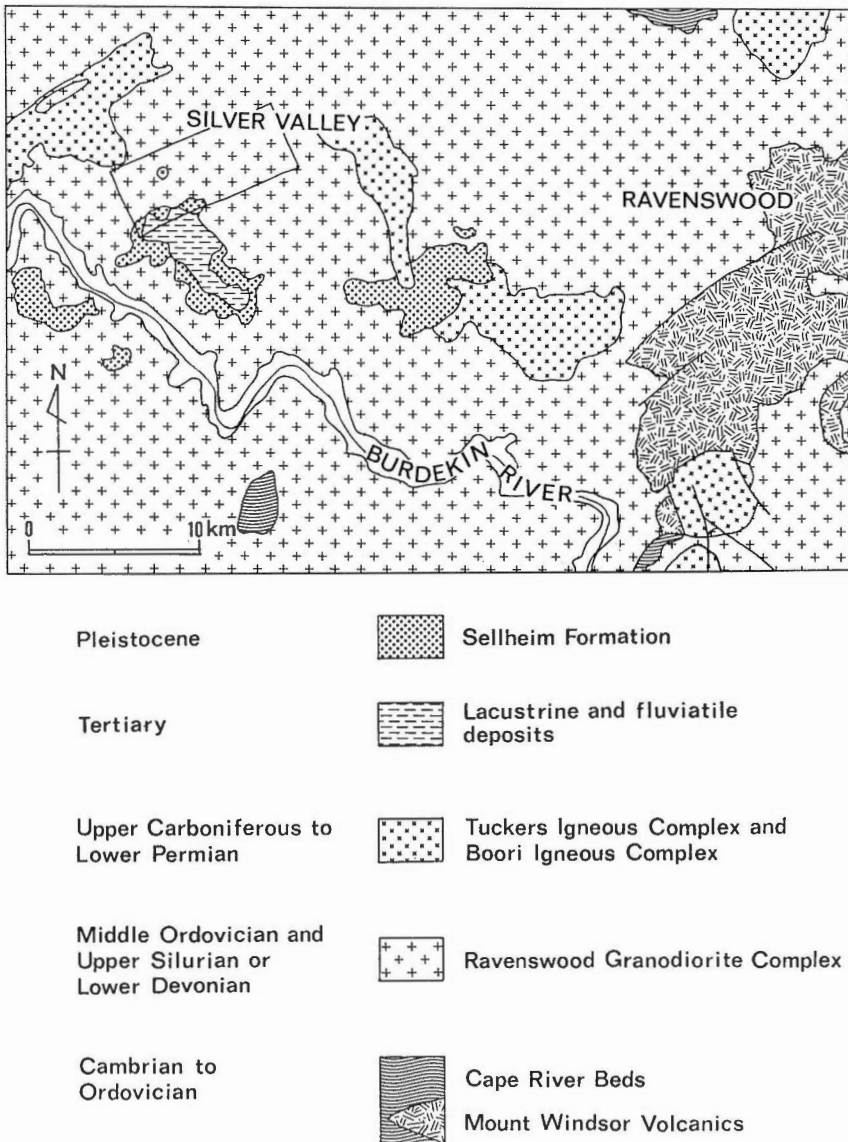 SILVER VALLEY
RAVENSWOOD
N
BURDEKIN RIVER
0 10 km
Pleistocene
Sellheim Formation
Tertiary
Lacustrine and fluviatile
deposits
Upper Carboniferous to
Lower Permian
Tuckers Igneous Complex and
Boori Igneous Complex
Middle Ordovician and
Upper Silurian or
Lower Devonian
Ravenswood Granodiorite Complex
Cambrian to
Ordovician
Cape River Beds
Mount Windsor Volcanics